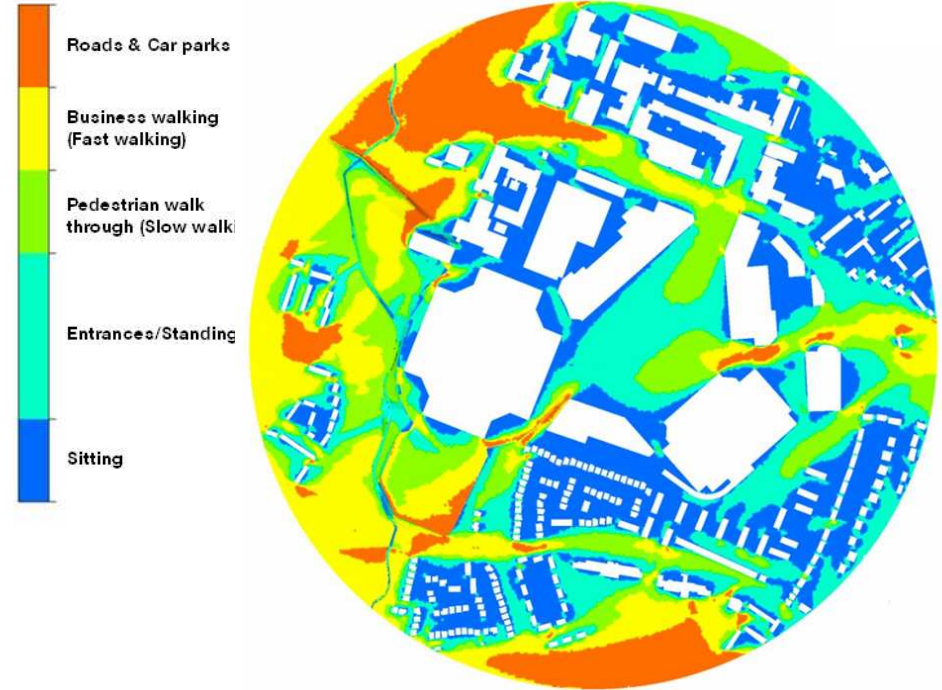 Roads & Car parks
Business walking
(Fast walking)
Pedestrian walk
through (Slow walki
Entrances/Standing
Sitting